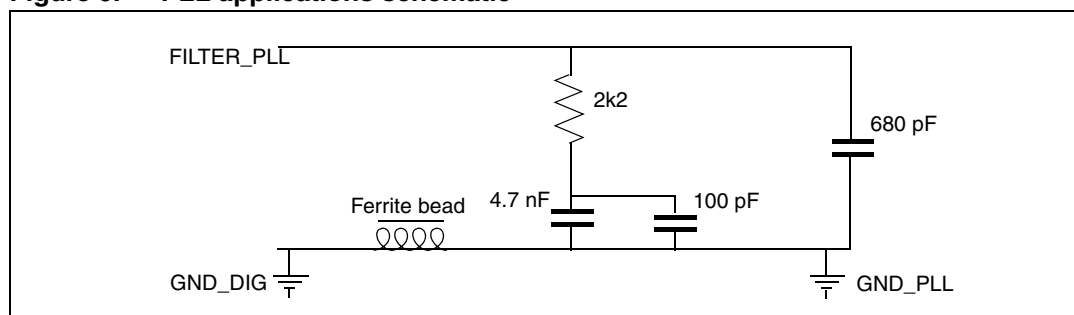 FILTER_PLL
2k2
680 pF
4.7 nF
100 pF
Ferrite bead
GND_DIG
GND_PLL